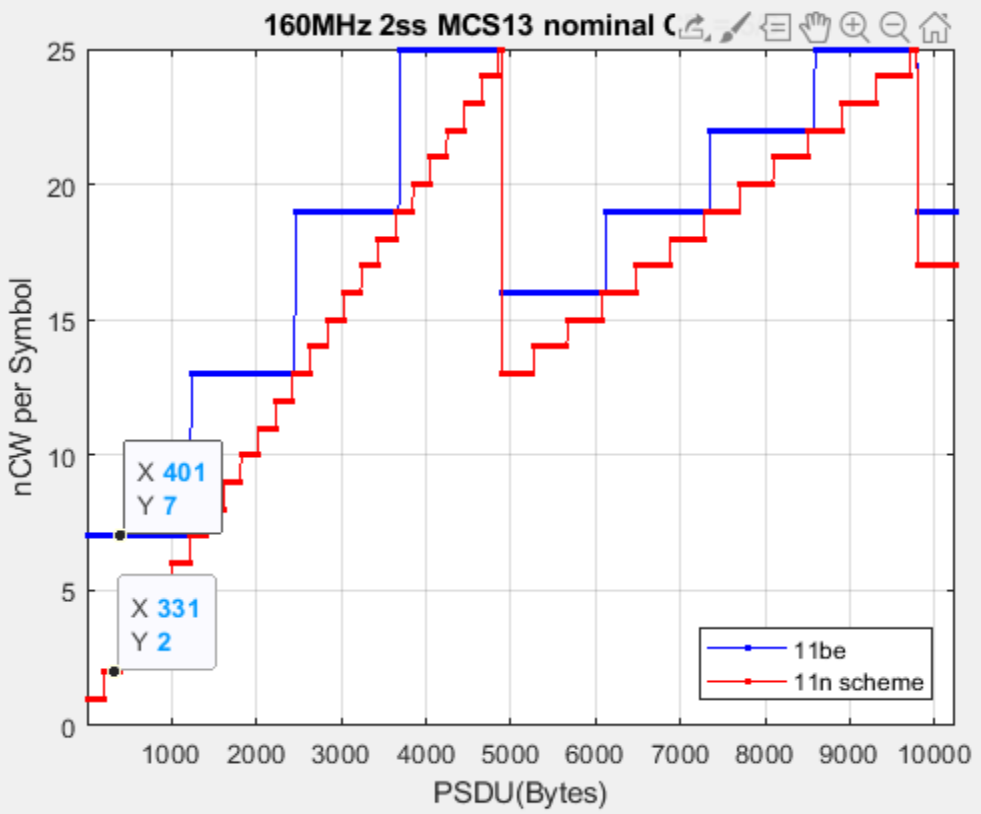 160MHz 2ss MCS13 nominal
25
20
15
10
5
0
nCW per Symbol
X 401
Y 7
X 331
Y 2
11be
11n scheme
1000 2000 3000 4000 5000 6000 7000 8000 9000 10000
PSDU(Bytes)